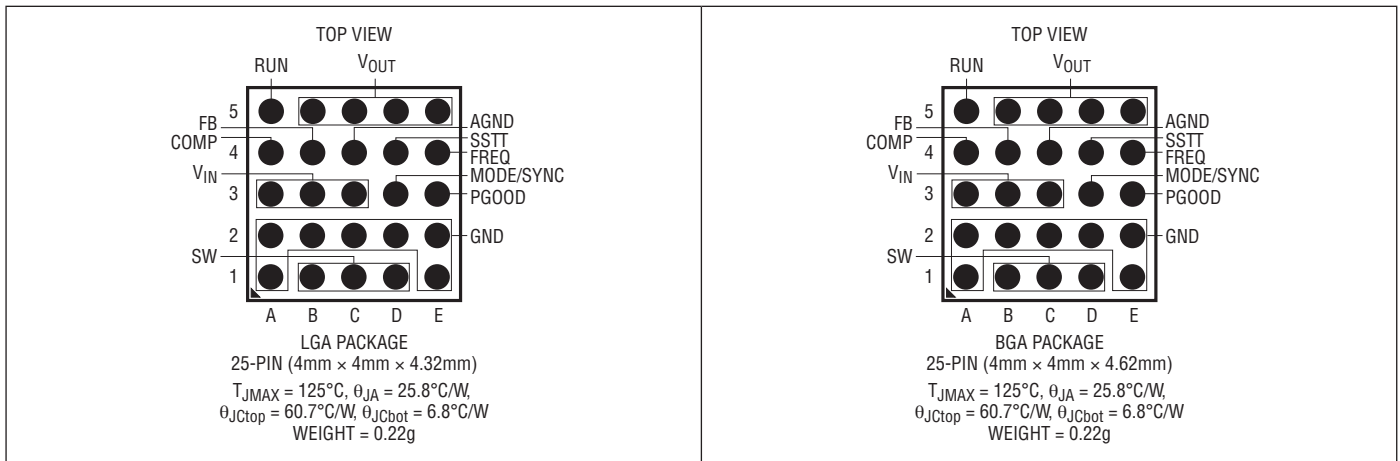 TOP VIEW
RUN
VOUT
5
FB
AGND
COMP
SSTT
4
FREQ
VIN
MODE/SYNC
3
PGOOD
2
GND
SW
1
A B C D E
LGA PACKAGE
25-PIN (4mm × 4mm × 4.32mm)
TJMAX = 125°C, θJA = 25.8°C/W,
θJCtop = 60.7°C/W, θJCbot = 6.8°C/W
WEIGHT = 0.22g
TOP VIEW
RUN
VOUT
5
FB
AGND
COMP
SSTT
4
FREQ
VIN
MODE/SYNC
3
PGOOD
2
GND
SW
1
A B C D E
BGA PACKAGE
25-PIN (4mm × 4mm × 4.62mm)
TJMAX = 125°C, θJA = 25.8°C/W,
θJCtop = 60.7°C/W, θJCbot = 6.8°C/W
WEIGHT = 0.22g